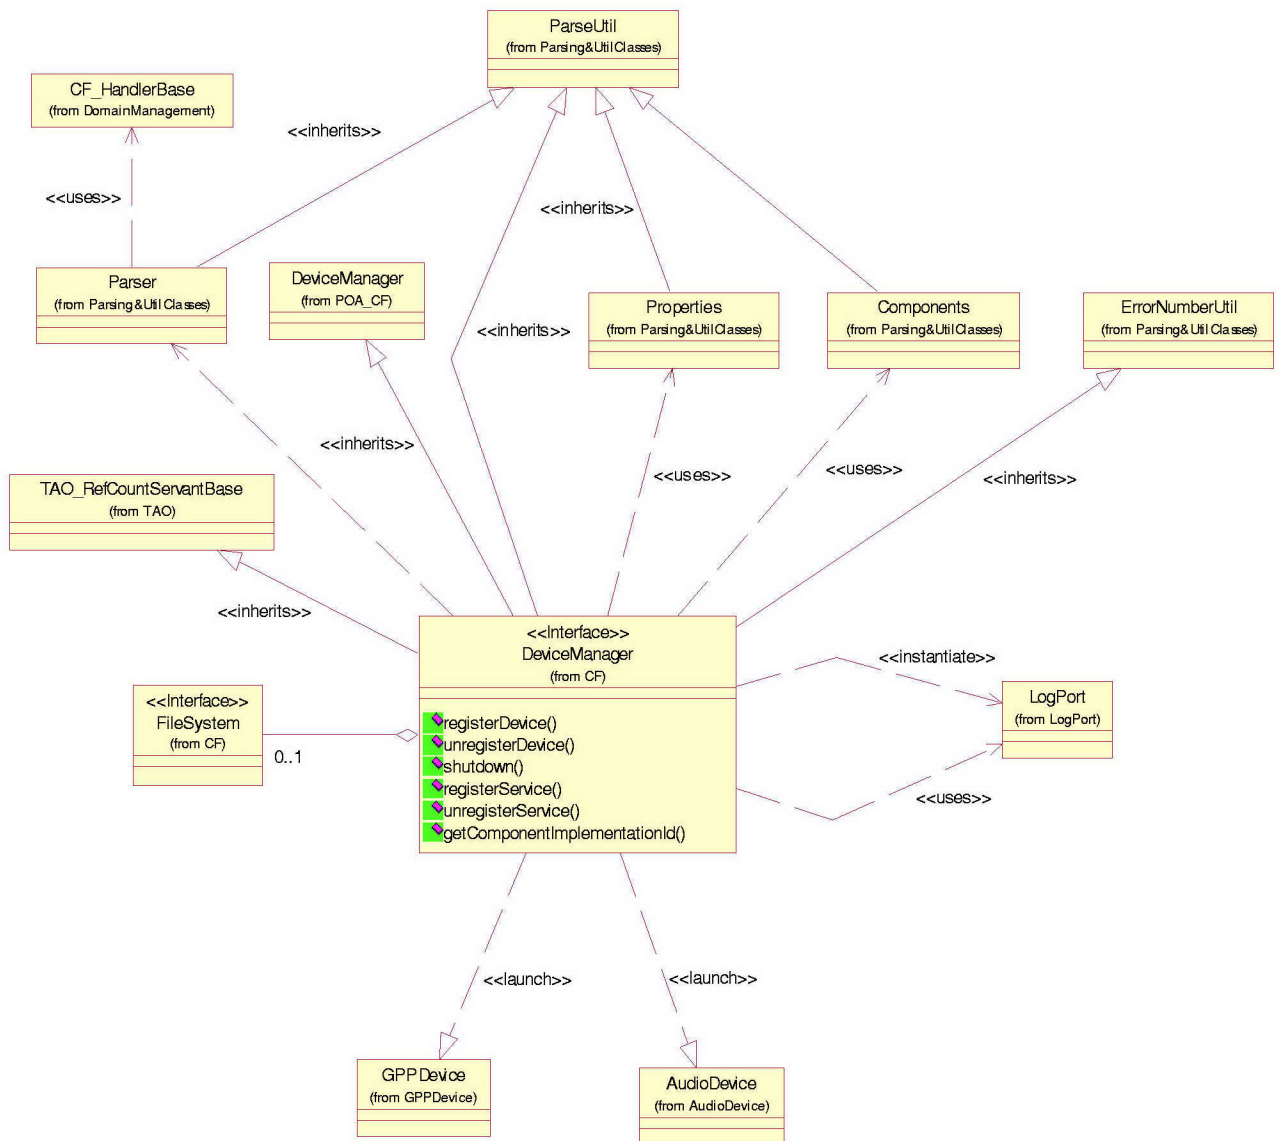 ParseUtil
(from Parsing&UtilClasses)
CF_HandlerBase
(from DomainManagement)
<<inherits>>
<<uses>>
<<inherits>>
Parser
(from Parsing&UtilClasses)
DeviceManager
(from POA_CF)
<<inherits>>
Properties
(from Parsing&UtilClasses)
Components
(from Parsing&UtilClasses)
ErrorNumberUtil
(from Parsing&UtilClasses)
<<inherits>>
<<uses>>
<<uses>>
<<inherits>>
TAO_RefCountServantBase
(from TAO)
<<inherits>>
<<Interface>>
DeviceManager
(from CF)
registerDevice()
unregisterDevice()
shutdown()
registerService()
unregisterService()
getComponentImplementationId()
<<Interface>>
FileSystem
(from CF)
0..1
<<instantiate>>
LogPort
(from LogPort)
<<uses>>
<<launch>>
<<launch>>
GPPDevice
(from GPPDevice)
AudioDevice
(from AudioDevice)